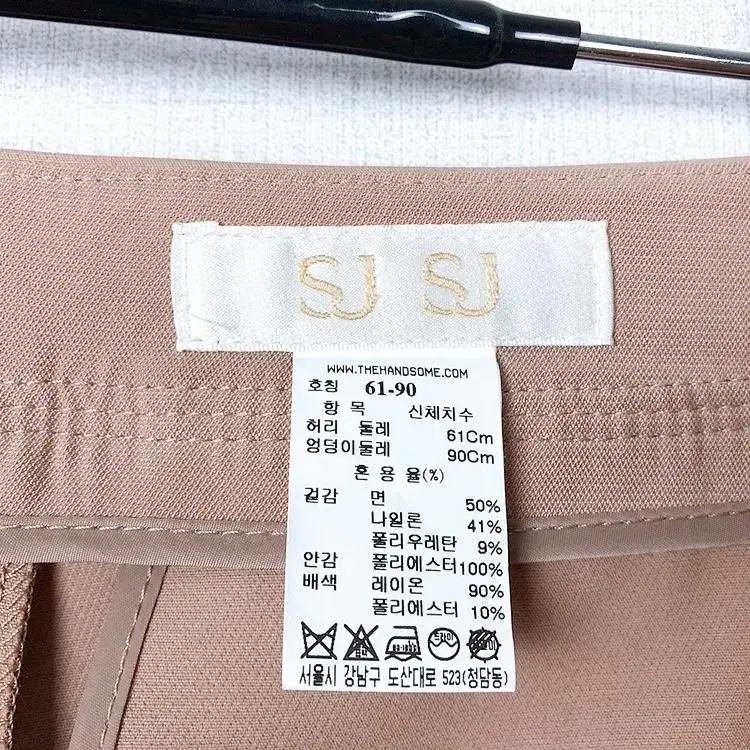 SJ SJ
WWW.THEHANDSOME.COM
호칭 61-90
항 목 신체치수
허리 둘레 61Cm
엉덩이둘레 90Cm
혼 용 율(%)
겉감 면 50%
나일론 41%
폴리우레탄 9%
안감 폴리에스터100%
배색 레이온 90%
폴리에스터 10%
드라이
서울시 강남구 도산대로 523(청담동)